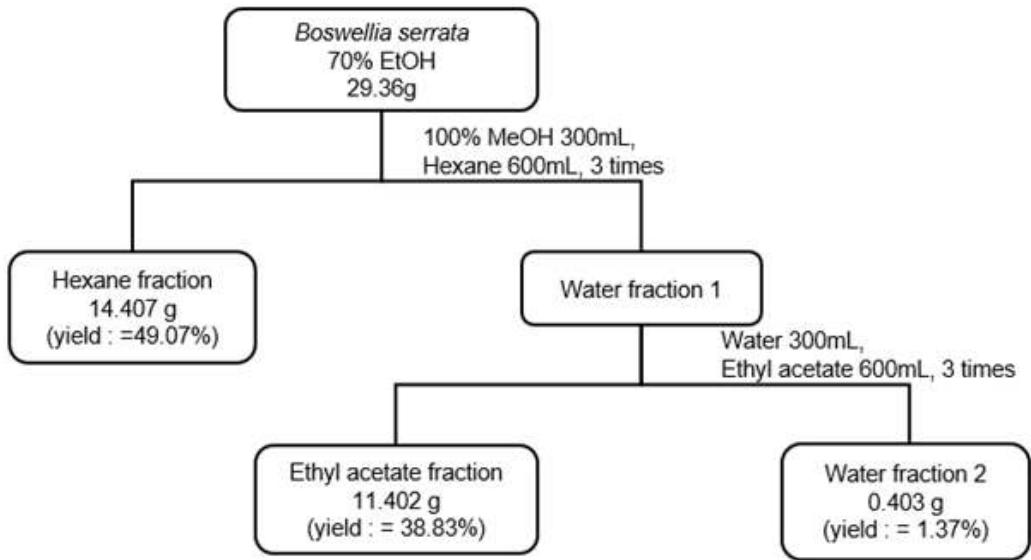 Boswellia serrata
70% EtOH
29.36g
100% MeOH 300mL,
Hexane 600mL, 3 times
Hexane fraction
14.407 g
(yield : =49.07%)
Water fraction 1
Water 300mL,
Ethyl acetate 600mL, 3 times
Ethyl acetate fraction
11.402 g
(yield : = 38.83%)
Water fraction 2
0.403 g
(yield : = 1.37%)